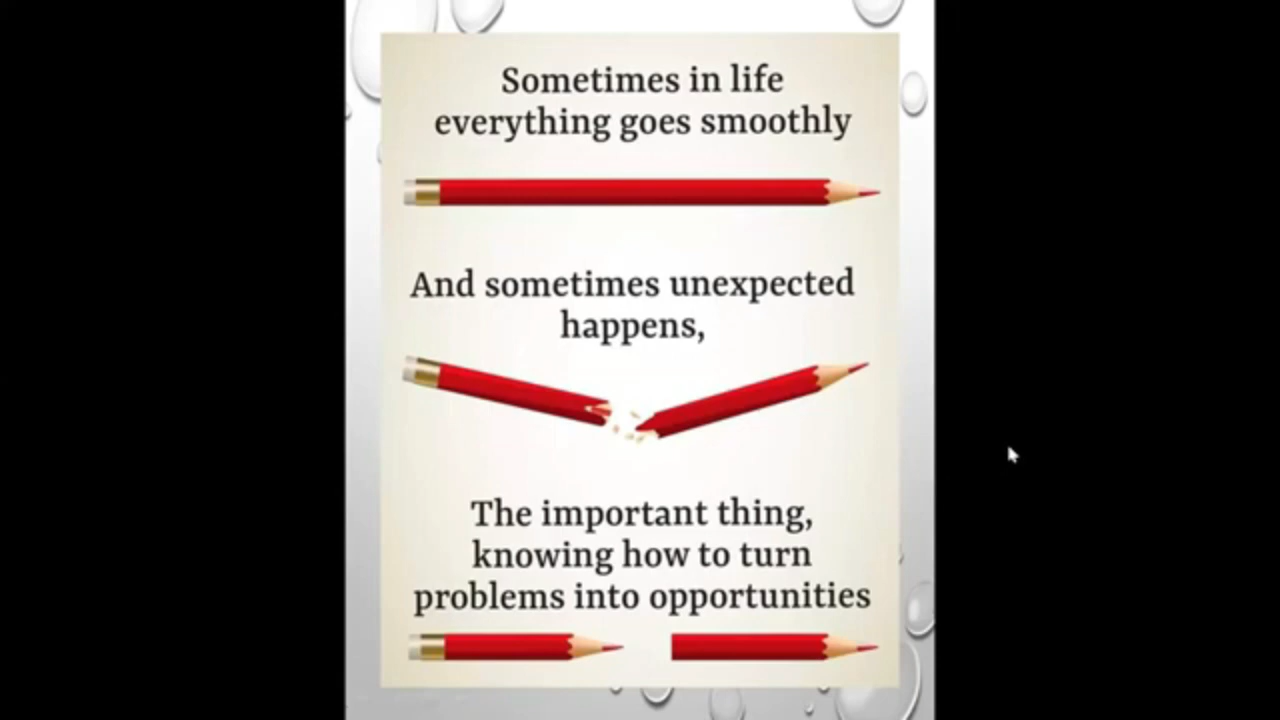 Sometimes in life
everything goes smoothly
And sometimes unexpected
happens,
The important thing,
knowing how to turn
problems into opportunities